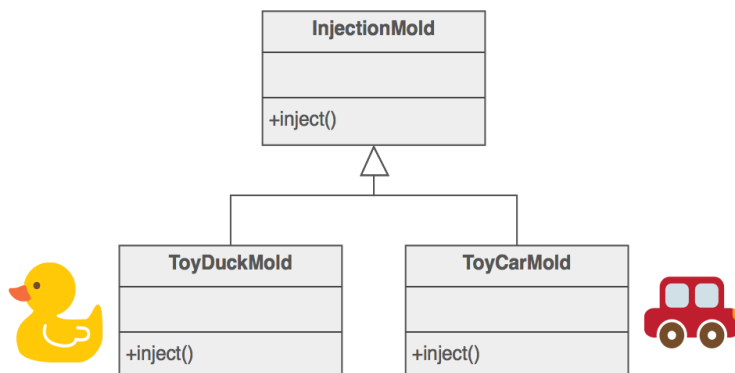 InjectionMold
+inject()
ToyDuckMold
ToyCarMold
+inject()
+inject()